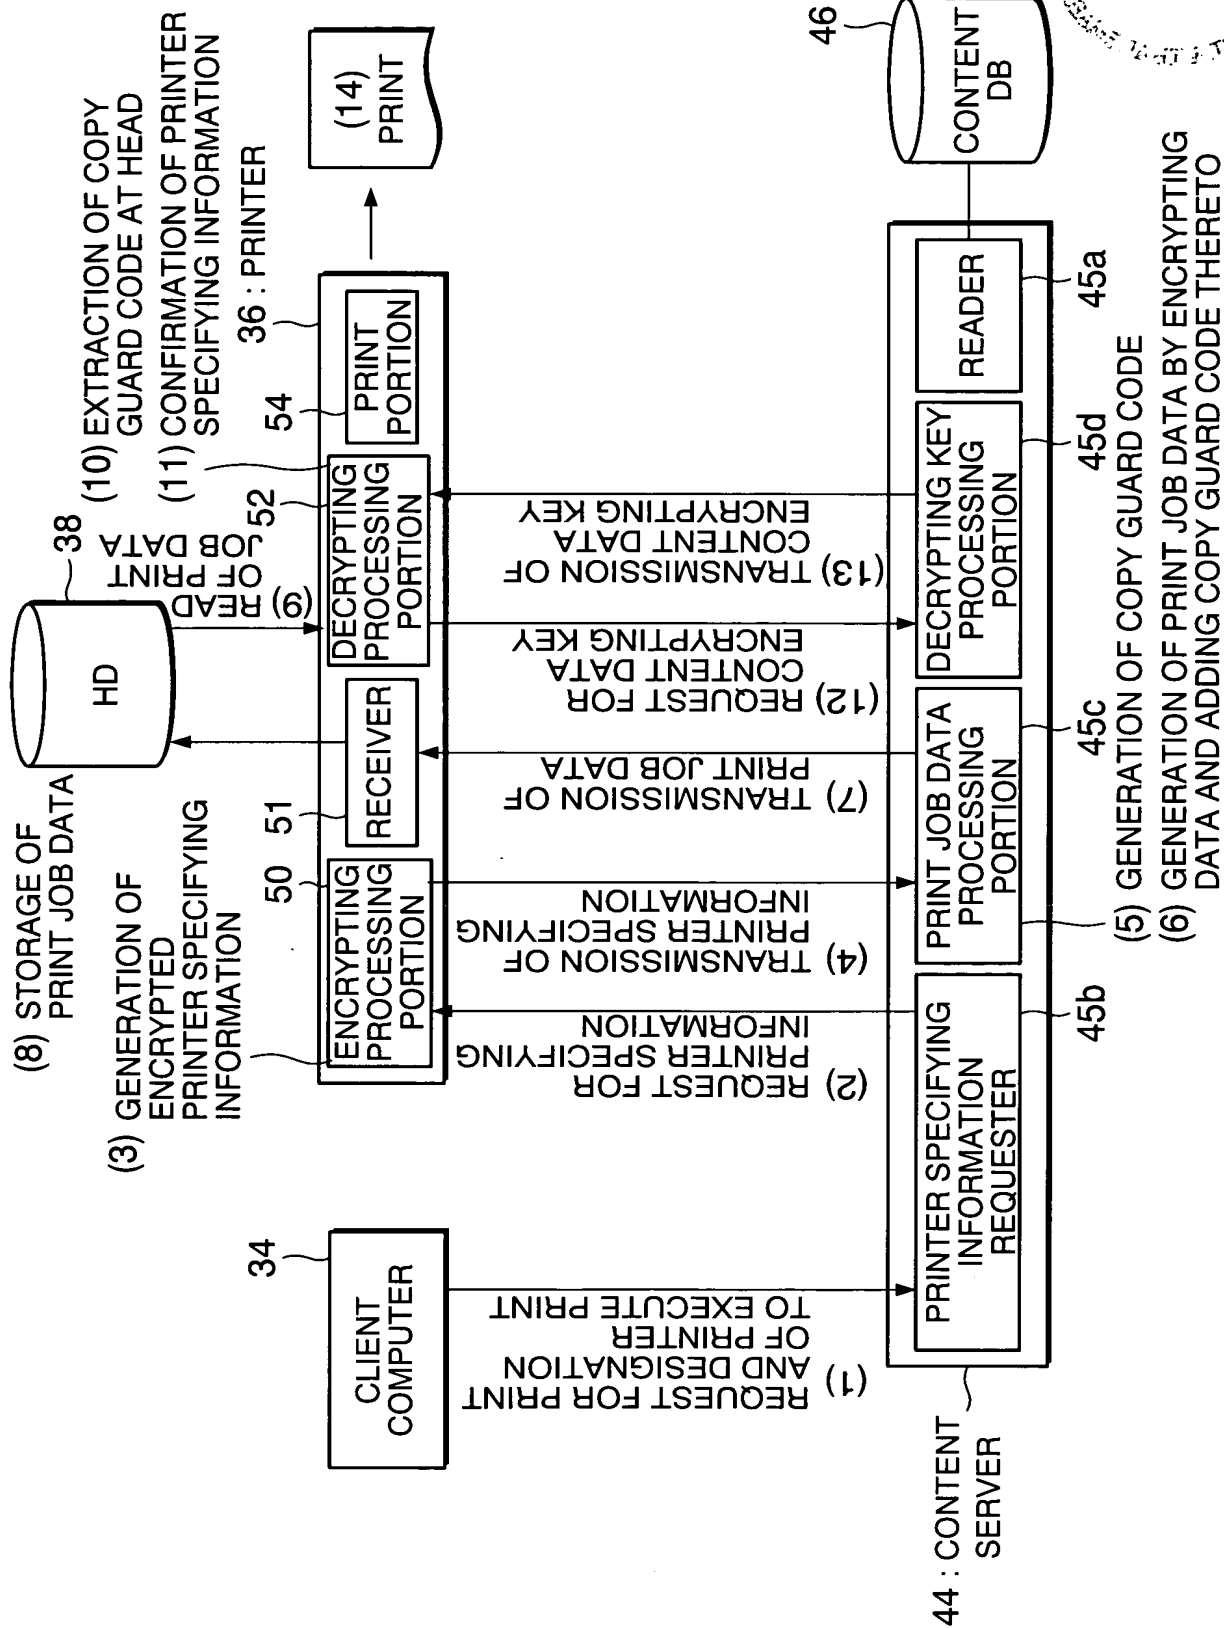 (8) STORAGE OF
PRINT JOB DATA
(3) GENERATION OF
ENCRYPTED
PRINTER SPECIFYING
INFORMATION
HD
38
(9) READ
OF PRINT
JOB DATA
(10) EXTRACTION OF COPY
GUARD CODE AT HEAD
(11) CONFIRMATION OF PRINTER
SPECIFYING INFORMATION
36 : PRINTER
34
CLIENT
COMPUTER
50
ENCRYPTING
PROCESSING
PORTION
51
RECEIVER
52
DECRYPTING
PROCESSING
PORTION
54
PRINT
PORTION
(14)
PRINT
(1) REQUEST FOR PRINT
AND DESIGNATION
OF PRINTER
TO EXECUTE PRINT
(2) REQUEST FOR
PRINTER SPECIFYING
INFORMATION
(4) TRANSMISSION OF
PRINTER SPECIFYING
INFORMATION
(7) TRANSMISSION OF
PRINT JOB DATA
(12) REQUEST FOR
CONTENT DATA
ENCRYPTING KEY
(13) TRANSMISSION OF
CONTENT DATA
ENCRYPTING KEY
44 : CONTENT
SERVER
PRINTER SPECIFYING
INFORMATION
REQUESTER
45b
PRINT JOB DATA
PROCESSING
PORTION
45c
DECRYPTING KEY
PROCESSING
PORTION
45d
READER
45a
46
CONTENT
DB
(5) GENERATION OF COPY GUARD CODE
(6) GENERATION OF PRINT JOB DATA BY ENCRYPTING
DATA AND ADDING COPY GUARD CODE THERETO